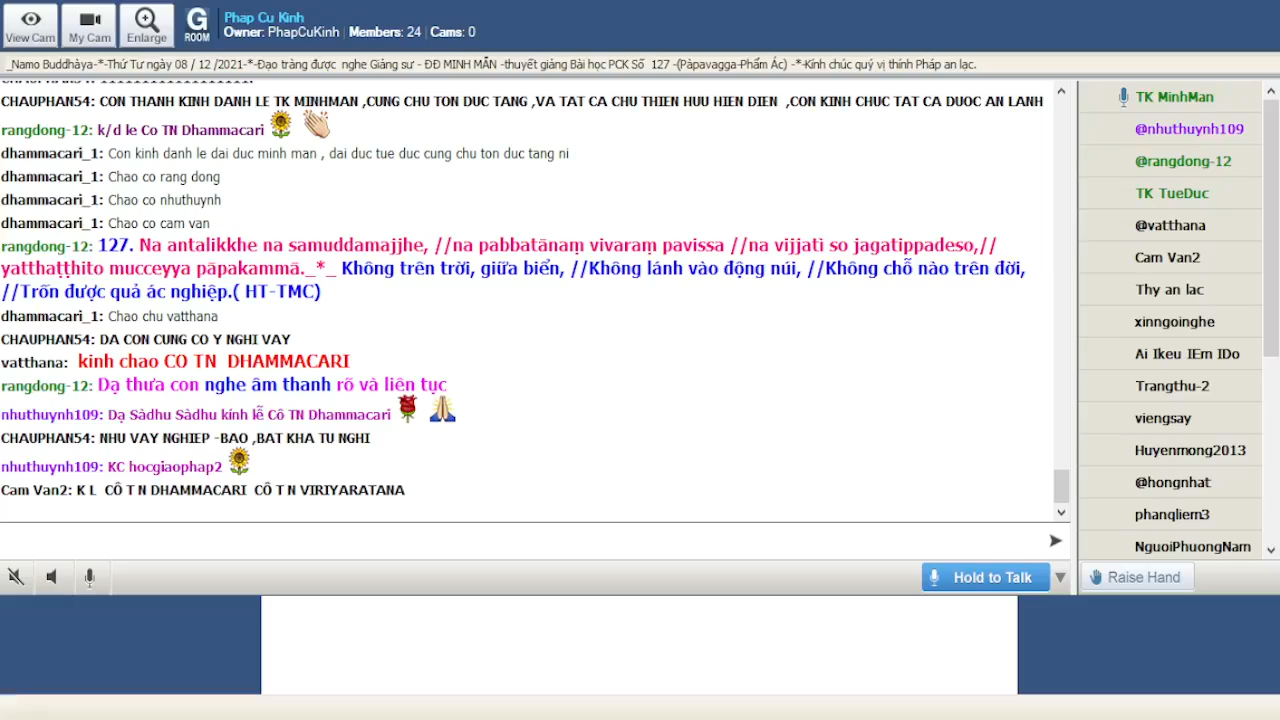 View Cam
My Cam
Enlarge
G
ROOM
Phap Cu Kinh
Owner: PhapCuKinh | Members: 24 | Cams: 0
_Namo Buddhàya-*-Thứ Tư ngày 08 / 12 /2021-*-Đạo tràng được nghe Giảng sư - ĐĐ MINH MẪN -thuyết giảng Bài học PCK Số 127 -(Pàpavagga-Phẩm Ác) -*-Kính chúc quý vị thính Pháp an lạc.
CHAUPHAN54: CON THANH KINH DANH LE TK MINHMAN ,CUNG CHU TON DUC TANG ,VA TAT CA CHU THIEN HUU HIEN DIEN ,CON KINH CHUC TAT CA DUOC AN LANH
rangdong-12: k/d le Co TN Dhammacari
dhammacari_1: Con kinh danh le dai duc minh man , dai duc tue duc cung chu ton duc tang ni
dhammacari_1: Chao co rang dong
dhammacari_1: Chao co nhuthuynh
dhammacari_1: Chao co cam van
rangdong-12: 127. Na antalikkhe na samuddamajjhe, //na pabbatānaṃ vivaraṃ pavissa //na vijjatì so jagatippadeso,//
yatthaṭṭhito mucceyya pāpakammā._*_ Không trên trời, giữa biển, //Không lánh vào động núi, //Không chỗ nào trên đời,
//Trốn được quả ác nghiệp.( HT-TMC)
dhammacari_1: Chao chu vatthana
CHAUPHAN54: DA CON CUNG CO Y NGHI VAY
vatthana: kinh chao CO TN DHAMMACARI
rangdong-12: Dạ thưa con nghe âm thanh rõ và liên tục
nhuthuynh109: Dạ Sàdhu Sàdhu kính lễ Cô TN Dhammacari
CHAUPHAN54: NHU VAY NGHIEP -BAO ,BAT KHA TU NGHI
nhuthuynh109: KC hocgiaophap2
Cam Van2: K L CÔ T N DHAMMACARI CÔ T N VIRIYARATANA
TK MinhMan
@nhuthuynh109
@rangdong-12
TK TueDuc
@vatthana
Cam Van2
Thy an lac
xinngoinghe
Ai Ikeu IEm IDo
Trangthu-2
viengsay
Huyenmong2013
@hongnhat
phanqliem3
NguoiPhuongNam
Hold to Talk
Raise Hand